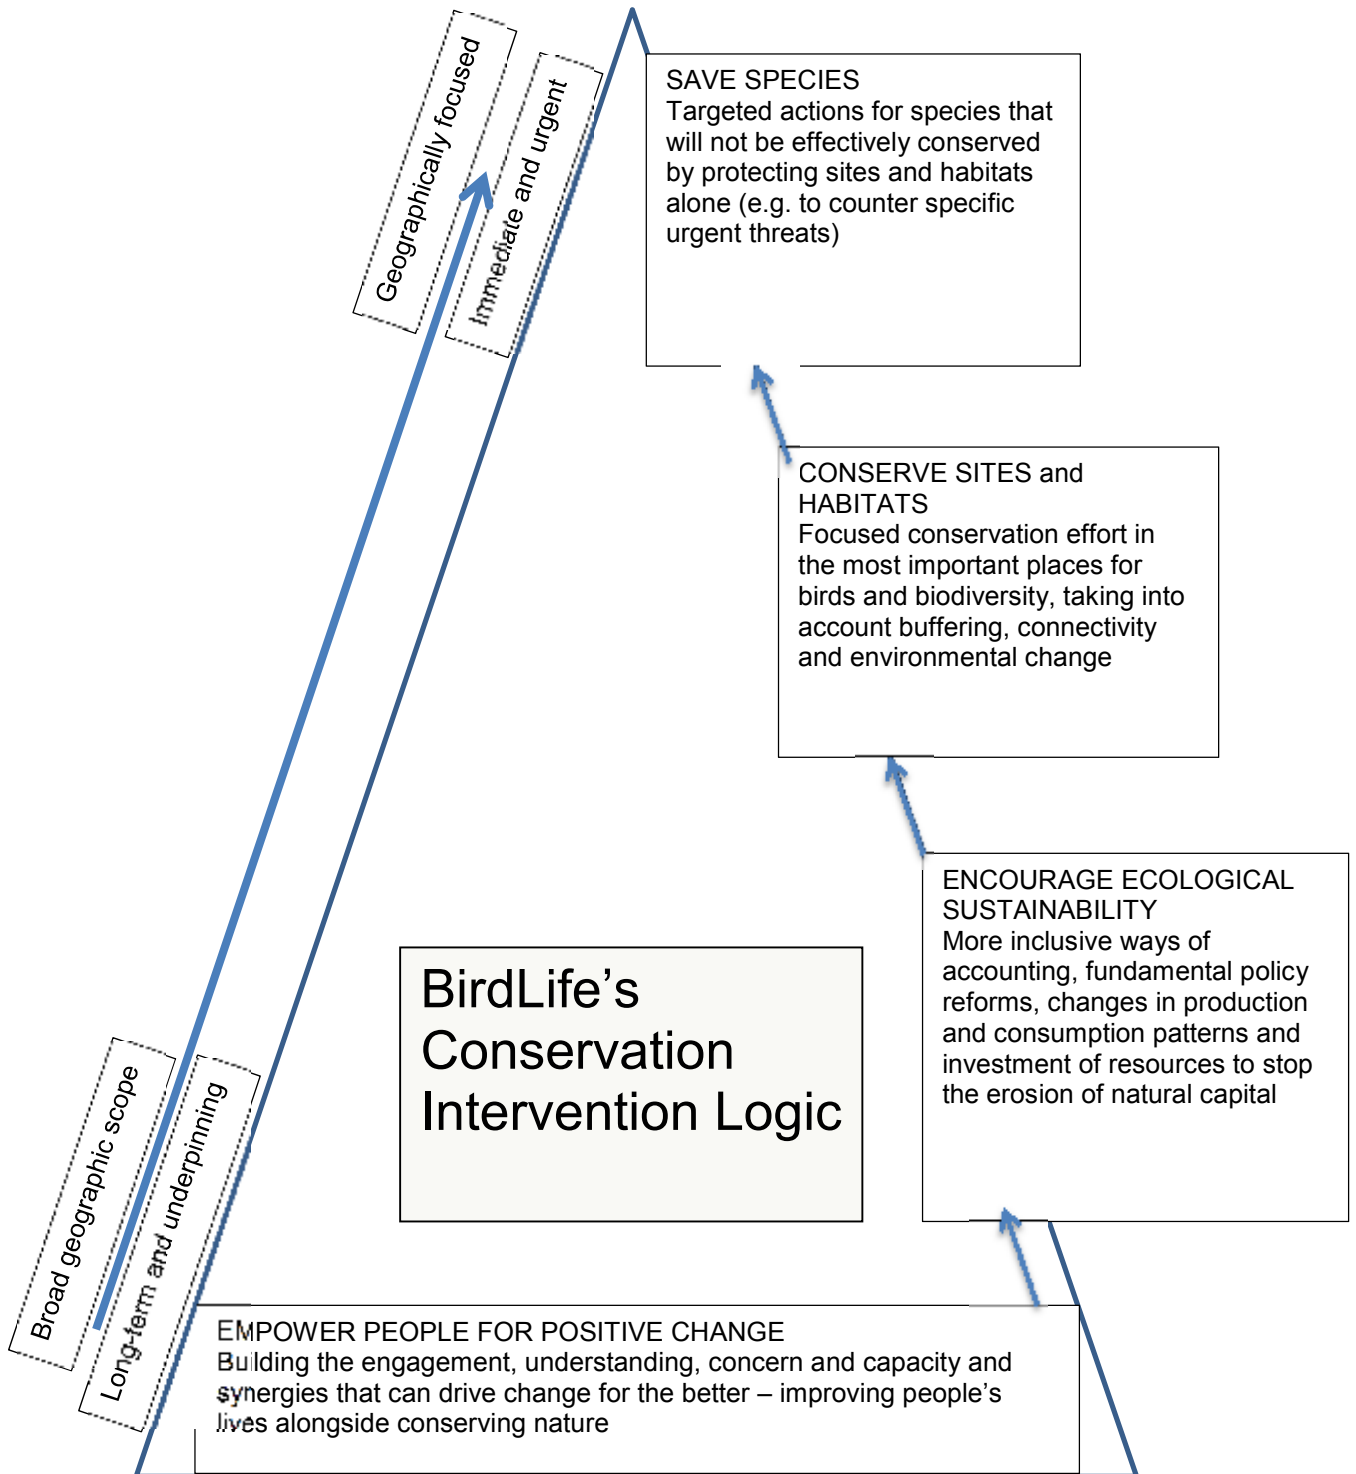 Geographically focused
Immediate and urgent
SAVE SPECIES
Targeted actions for species that
will not be effectively conserved
by protecting sites and habitats
alone (e.g. to counter specific
urgent threats)
CONSERVE SITES and
HABITATS
Focused conservation effort in
the most important places for
birds and biodiversity, taking into
account buffering, connectivity
and environmental change
ENCOURAGE ECOLOGICAL
SUSTAINABILITY
More inclusive ways of
accounting, fundamental policy
reforms, changes in production
and consumption patterns and
investment of resources to stop
the erosion of natural capital
BirdLife’s
Conservation
Intervention Logic
Broad geographic scope
Long-term and underpinning
EMPOWER PEOPLE FOR POSITIVE CHANGE
Building the engagement, understanding, concern and capacity and
synergies that can drive change for the better – improving people’s
lives alongside conserving nature